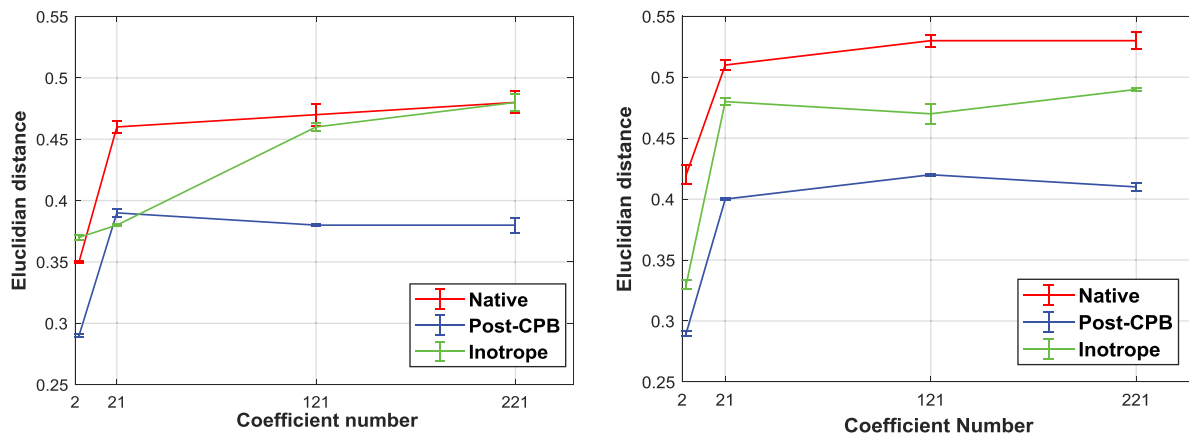 0.55
0.5
0.45
0.4
0.35
0.3
0.25
Eluclidian distance
2 21 121 221
Coefficient number
Native
Post-CPB
Inotrope
0.55
0.5
0.45
0.4
0.35
0.3
0.25
Eluclidian distance
2 21 121 221
Coefficient Number
Native
Post-CPB
Inotrope